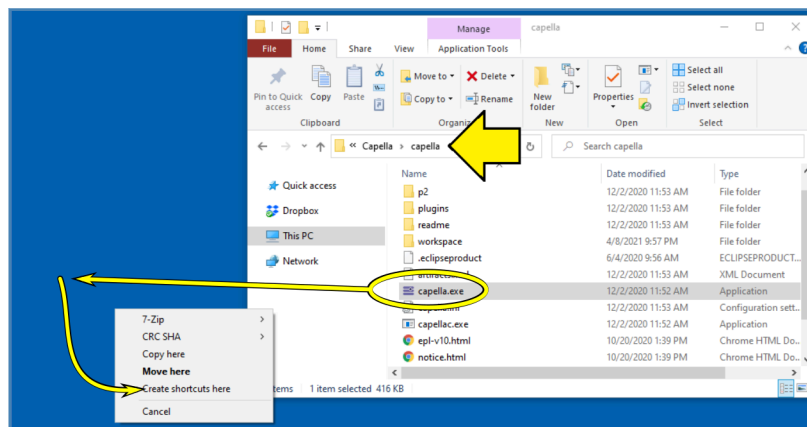 Manage
capella
File
Home
Share
View
Application Tools
Pin to Quick access
Copy
Paste
Move to
Delete
Copy to
Rename
New folder
Properties
Select all
Select none
Invert selection
Clipboard
New
Open
Select
« Capella > capella
Search capella
Name
Date modified
Type
Quick access
Dropbox
This PC
Network
p2
12/2/2020 11:53 AM
File folder
plugins
12/2/2020 11:53 AM
File folder
readme
12/2/2020 11:53 AM
File folder
workspace
4/8/2021 9:57 PM
File folder
.eclipseproduct
6/4/2020 9:56 AM
ECLIPSEPRODUCT...
12/2/2020 11:53 AM
XML Document
capella.exe
12/2/2020 11:52 AM
Application
12/2/2020 11:53 AM
Configuration sett...
capellac.exe
12/2/2020 11:52 AM
Application
epl-v10.html
10/20/2020 1:39 PM
Chrome HTML Do...
notice.html
10/20/2020 1:39 PM
Chrome HTML Do...
1 item selected 416 KB
7-Zip
CRC SHA
Copy here
Move here
Create shortcuts here
Cancel